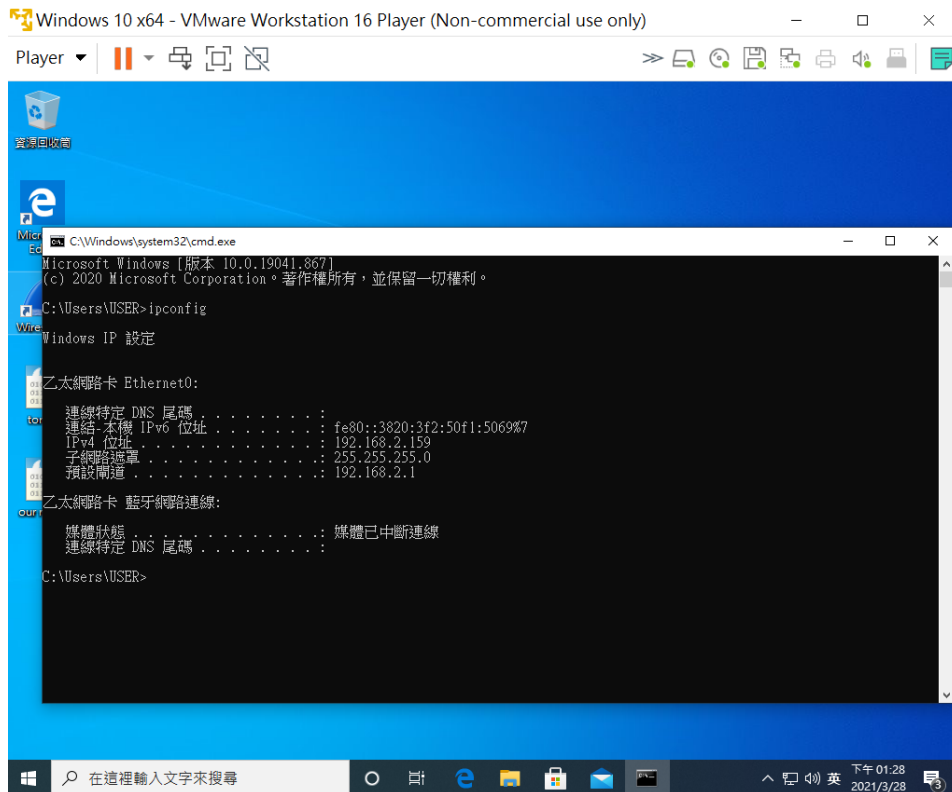 Windows 10 x64 - VMware Workstation 16 Player (Non-commercial use only)
Player
資源回收筒
C:\Windows\system32\cmd.exe
Microsoft Windows [版本 10.0.19041.867]
(c) 2020 Microsoft Corporation。著作權所有，並保留一切權利。
C:\Users\USER>ipconfig
Windows IP 設定
乙太網路卡 Ethernet0:
連線特定 DNS 尾碼 . . . . . . . . :
連結-本機 IPv6 位址 . . . . . . . : fe80::3820:3f2:50f1:5069%7
IPv4 位址 . . . . . . . . . . . . : 192.168.2.159
子網路遮罩 . . . . . . . . . . . .: 255.255.255.0
預設閘道 . . . . . . . . . . . . .: 192.168.2.1
乙太網路卡 藍牙網路連線:
媒體狀態 . . . . . . . . . . . . .: 媒體已中斷連線
連線特定 DNS 尾碼 . . . . . . . . :
C:\Users\USER>
在這裡輸入文字來搜尋
英
下午 01:28
2021/3/28
3